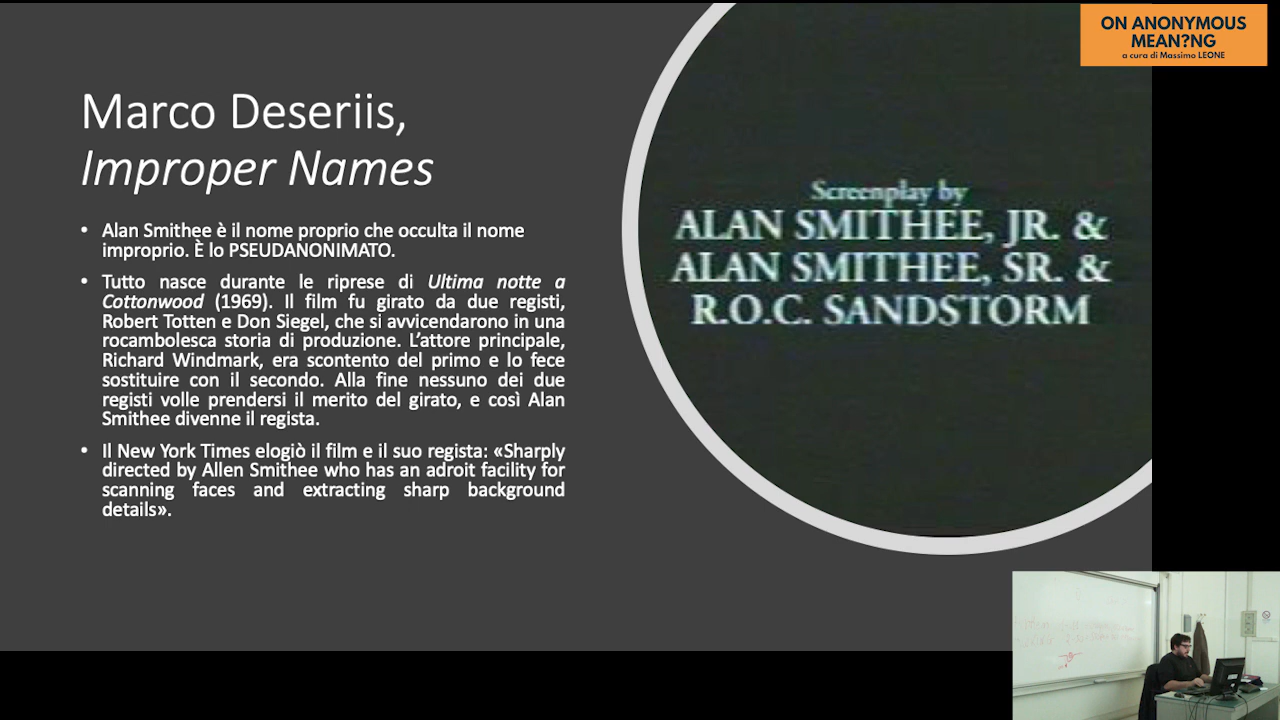 ON ANONYMOUS
MEAN?NG
a cura di Massimo LEONE
Marco Deseriis,
Improper Names
• Alan Smithee è il nome proprio che occulta il nome
improprio. È lo PSEUDANONIMATO.
• Tutto nasce durante le riprese di Ultima notte a
Cottonwood (1969). Il film fu girato da due registi,
Robert Totten e Don Siegel, che si avvicendarono in una
rocambolesca storia di produzione. L’attore principale,
Richard Windmark, era scontento del primo e lo fece
sostituire con il secondo. Alla fine nessuno dei due
registi volle prendersi il merito del girato, e così Alan
Smithee divenne il regista.
• Il New York Times elogiò il film e il suo regista: «Sharply
directed by Allen Smithee who has an adroit facility for
scanning faces and extracting sharp background
details».
Screenplay by
ALAN SMITHEE, JR. &
ALAN SMITHEE, SR. &
R.O.C. SANDSTORM